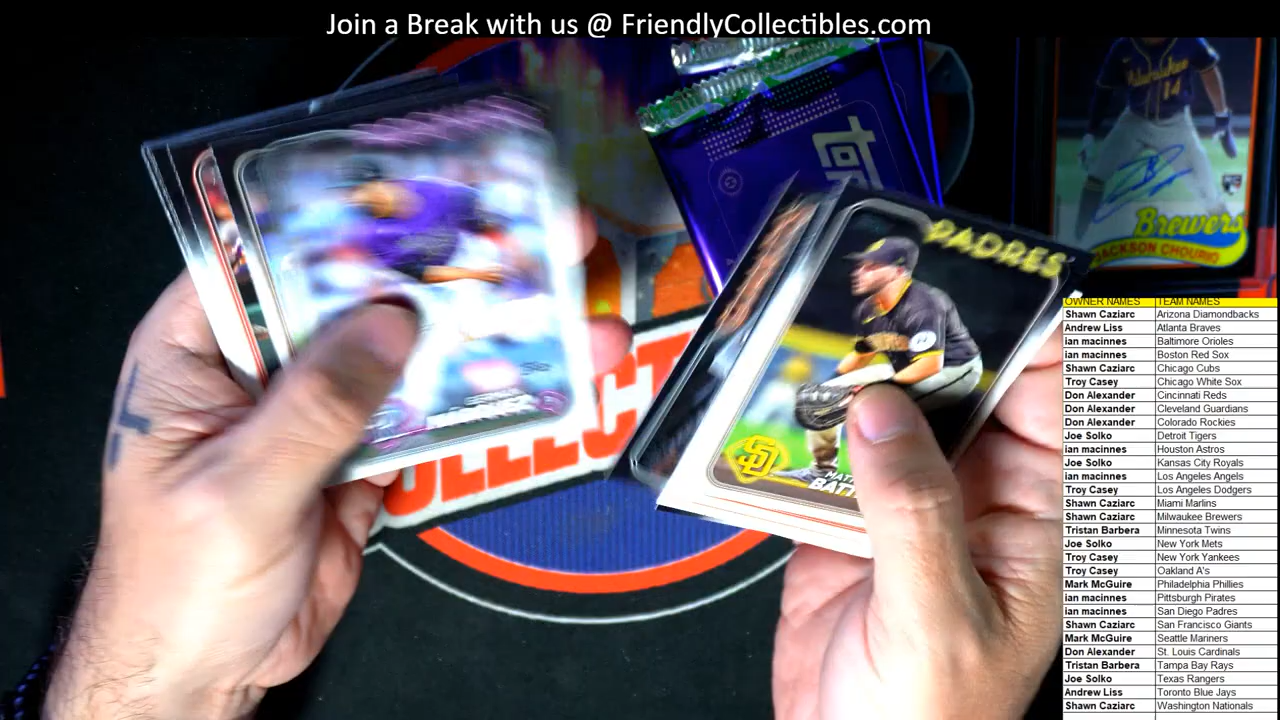 Join a Break with us @ FriendlyCollectibles.com
14
Brewers
JACKSON CHOURIO
PADRES
SD
COLLECT
OWNER NAMES TEAM NAMES
Shawn Caziarc Arizona Diamondbacks
Andrew Liss Atlanta Braves
ian macinnes Baltimore Orioles
ian macinnes Boston Red Sox
Shawn Caziarc Chicago Cubs
Troy Casey Chicago White Sox
Don Alexander Cincinnati Reds
Don Alexander Cleveland Guardians
Don Alexander Colorado Rockies
Joe Solko Detroit Tigers
ian macinnes Houston Astros
Joe Solko Kansas City Royals
ian macinnes Los Angeles Angels
Troy Casey Los Angeles Dodgers
Shawn Caziarc Miami Marlins
Shawn Caziarc Milwaukee Brewers
Tristan Barbera Minnesota Twins
Joe Solko New York Mets
Troy Casey New York Yankees
Troy Casey Oakland A's
Mark McGuire Philadelphia Phillies
ian macinnes Pittsburgh Pirates
ian macinnes San Diego Padres
Shawn Caziarc San Francisco Giants
Mark McGuire Seattle Mariners
Don Alexander St. Louis Cardinals
Tristan Barbera Tampa Bay Rays
Joe Solko Texas Rangers
Andrew Liss Toronto Blue Jays
Shawn Caziarc Washington Nationals